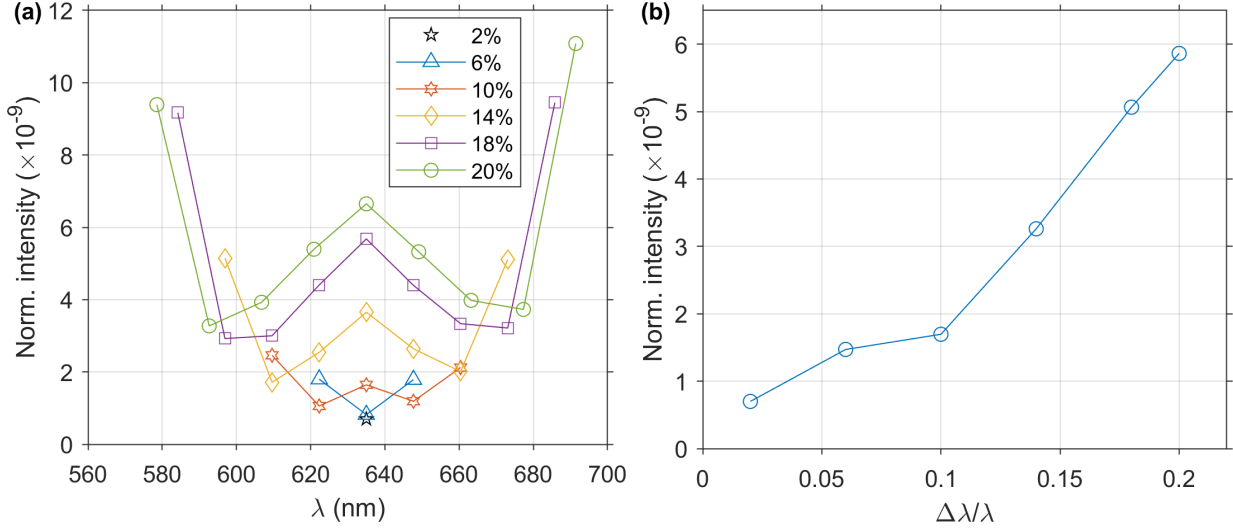 (a)
Norm. intensity (×10⁻⁹)
12
10
8
6
4
2
0
2%
6%
10%
14%
18%
20%
560 580 600 620 640 660 680 700
λ (nm)
(b)
Norm. intensity (×10⁻⁹)
6
5
4
3
2
1
0
0 0.05 0.1 0.15 0.2
Δλ/λ